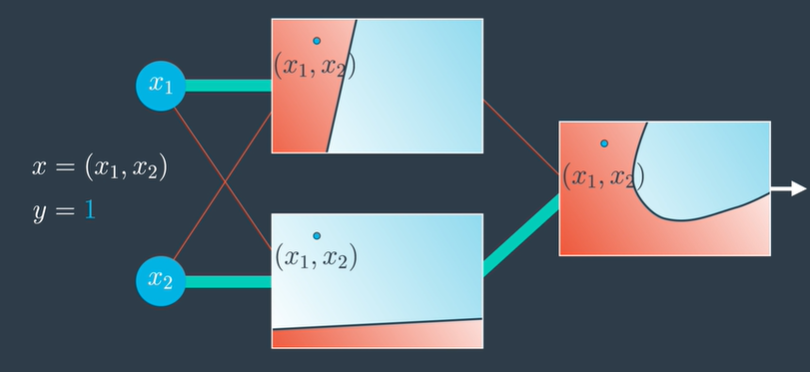 x₁
(x₁, x₂)
x = (x₁, x₂)
y = 1
(x₁, x₂)
(x₁, x₂)
x₂